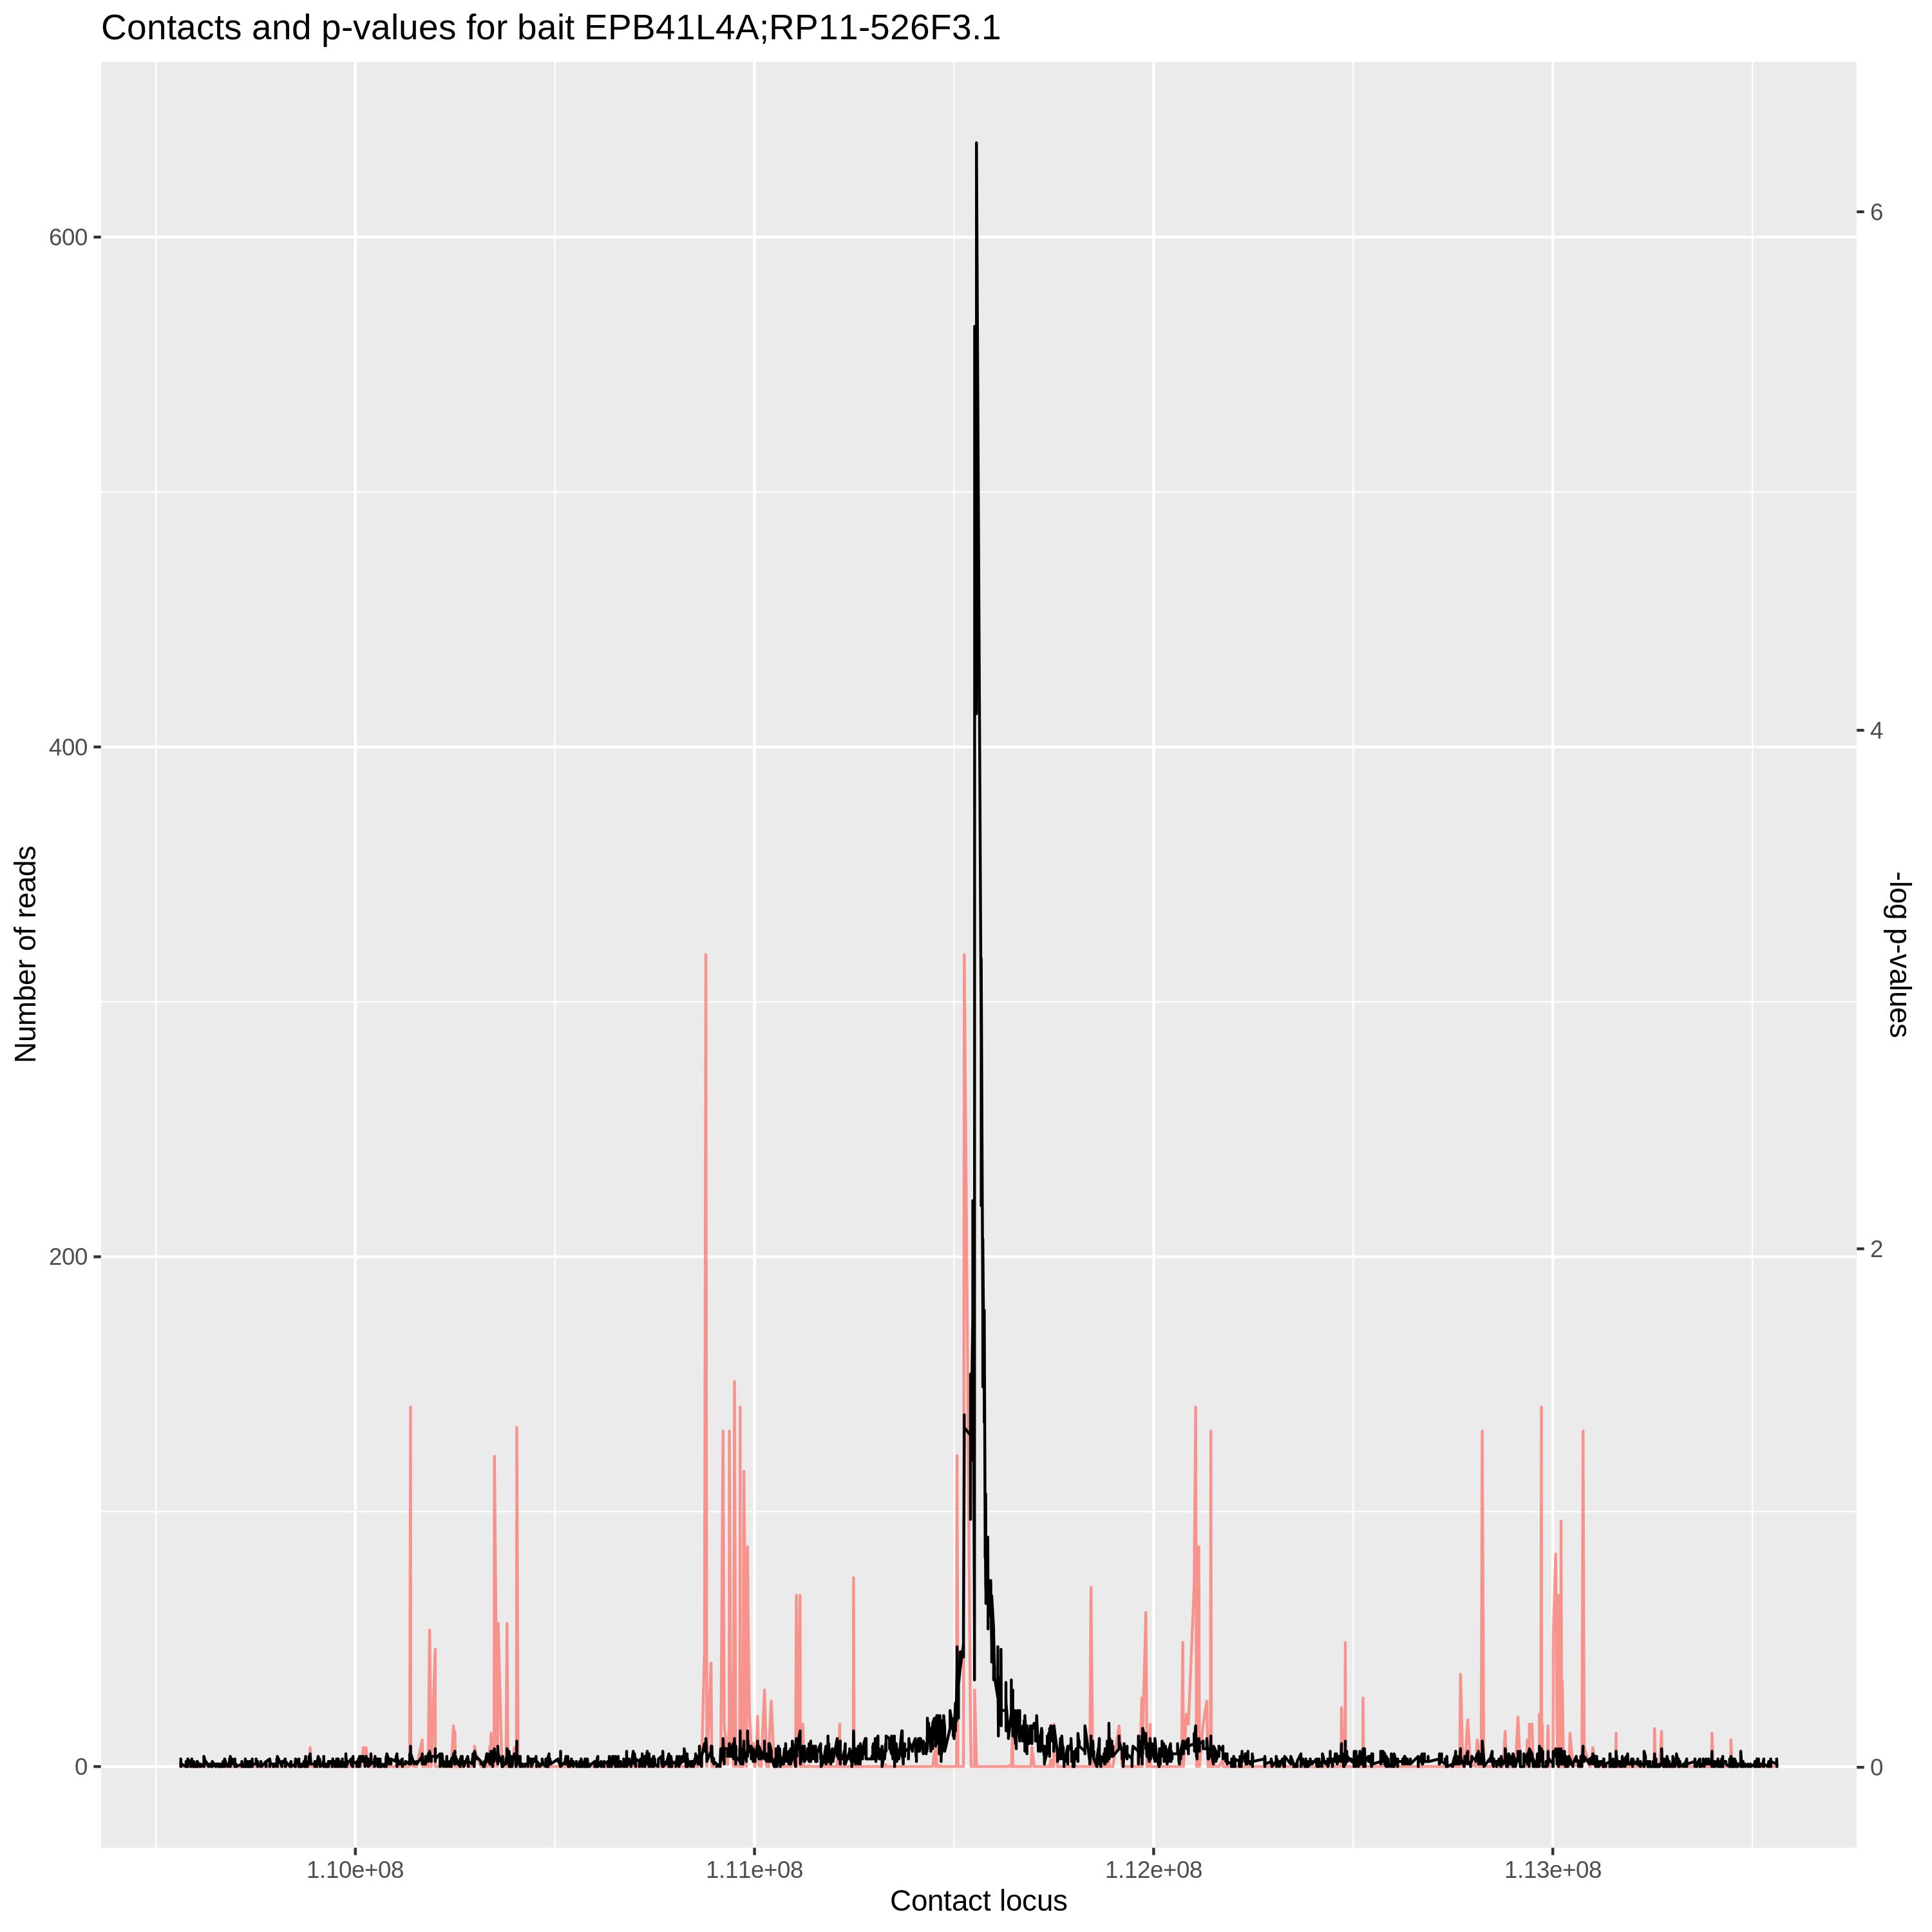 Contacts and p-values for bait EPB41L4A;RP11-526F3.1
600
400
200
0
Number of reads
6
4
2
0
-log p-values
1.10e+08
1.11e+08
1.12e+08
1.13e+08
Contact locus